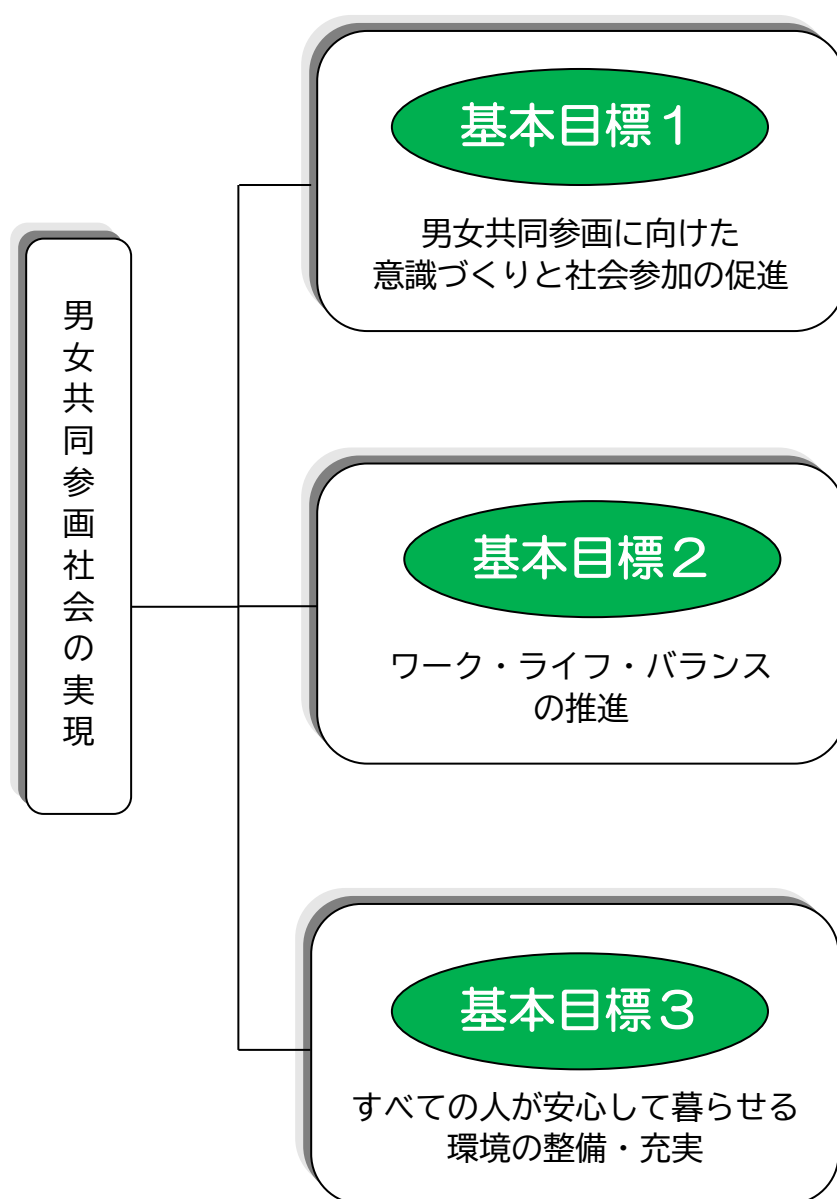 男女共同参画社会の実現
基本目標１
男女共同参画に向けた
意識づくりと社会参加の促進
基本目標２
ワーク・ライフ・バランス
の推進
基本目標３
すべての人が安心して暮らせる
環境の整備・充実